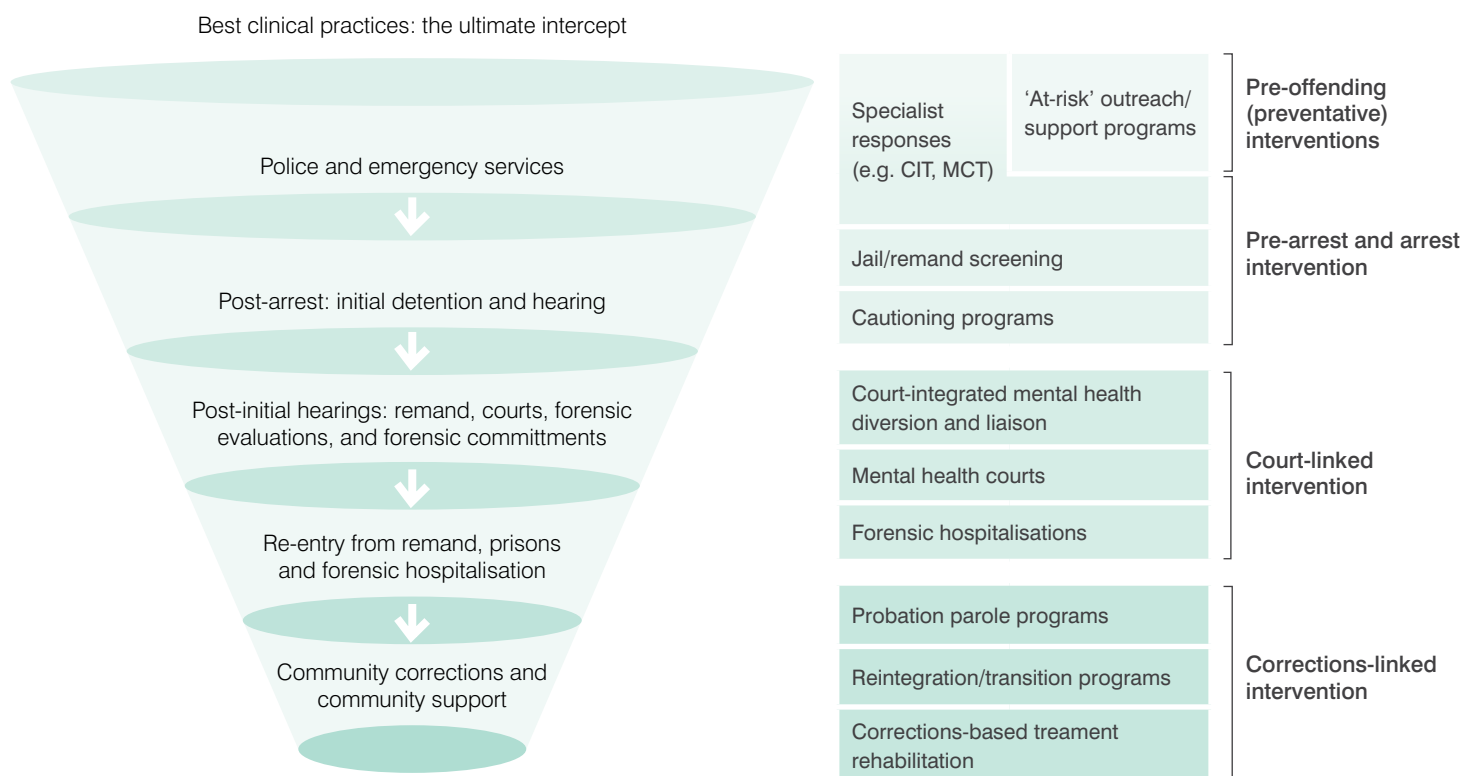 Best clinical practices: the ultimate intercept
Police and emergency services
Post-arrest: initial detention and hearing
Post-initial hearings: remand, courts, forensic
evaluations, and forensic committments
Re-entry from remand, prisons
and forensic hospitalisation
Community corrections and
community support
Specialist
responses
(e.g. CIT, MCT)
‘At-risk’ outreach/
support programs
Jail/remand screening
Cautioning programs
Court-integrated mental health
diversion and liaison
Mental health courts
Forensic hospitalisations
Probation parole programs
Reintegration/transition programs
Corrections-based treament
rehabilitation
Pre-offending
(preventative)
interventions
Pre-arrest and arrest
intervention
Court-linked
intervention
Corrections-linked
intervention